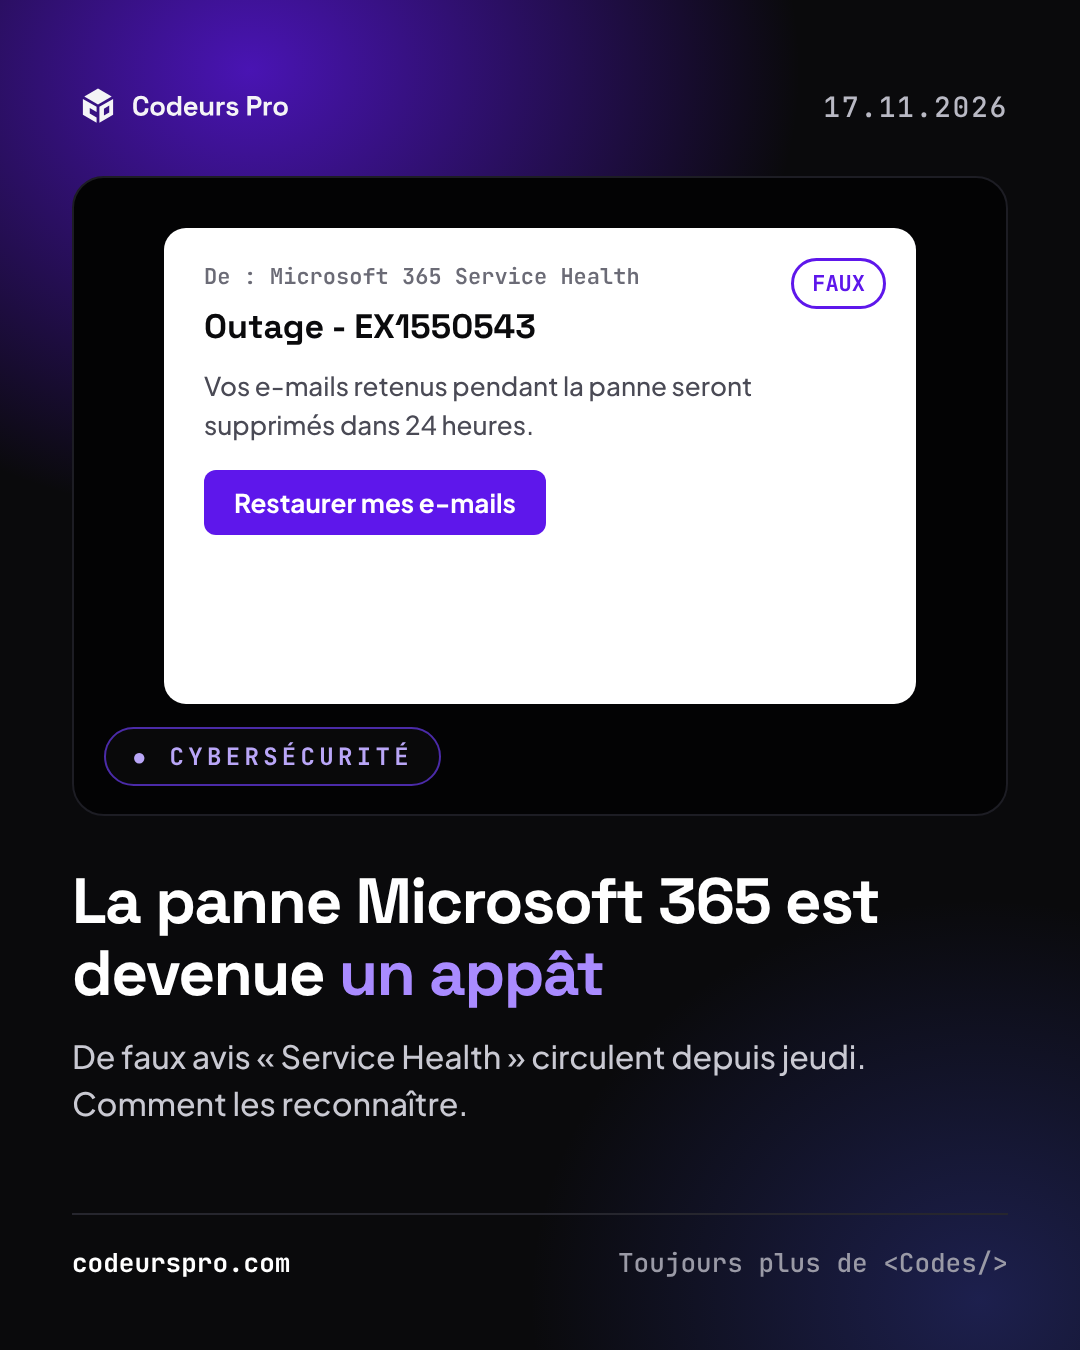 Codeurs Pro
17.11.2026
De : Microsoft 365 Service Health
FAUX
Outage - EX1550543
Vos e-mails retenus pendant la panne seront
supprimés dans 24 heures.
Restaurer mes e-mails
• CYBERSÉCURITÉ
La panne Microsoft 365 est
devenue un appât
De faux avis « Service Health » circulent depuis jeudi.
Comment les reconnaître.
codeurspro.com
Toujours plus de <Codes/>